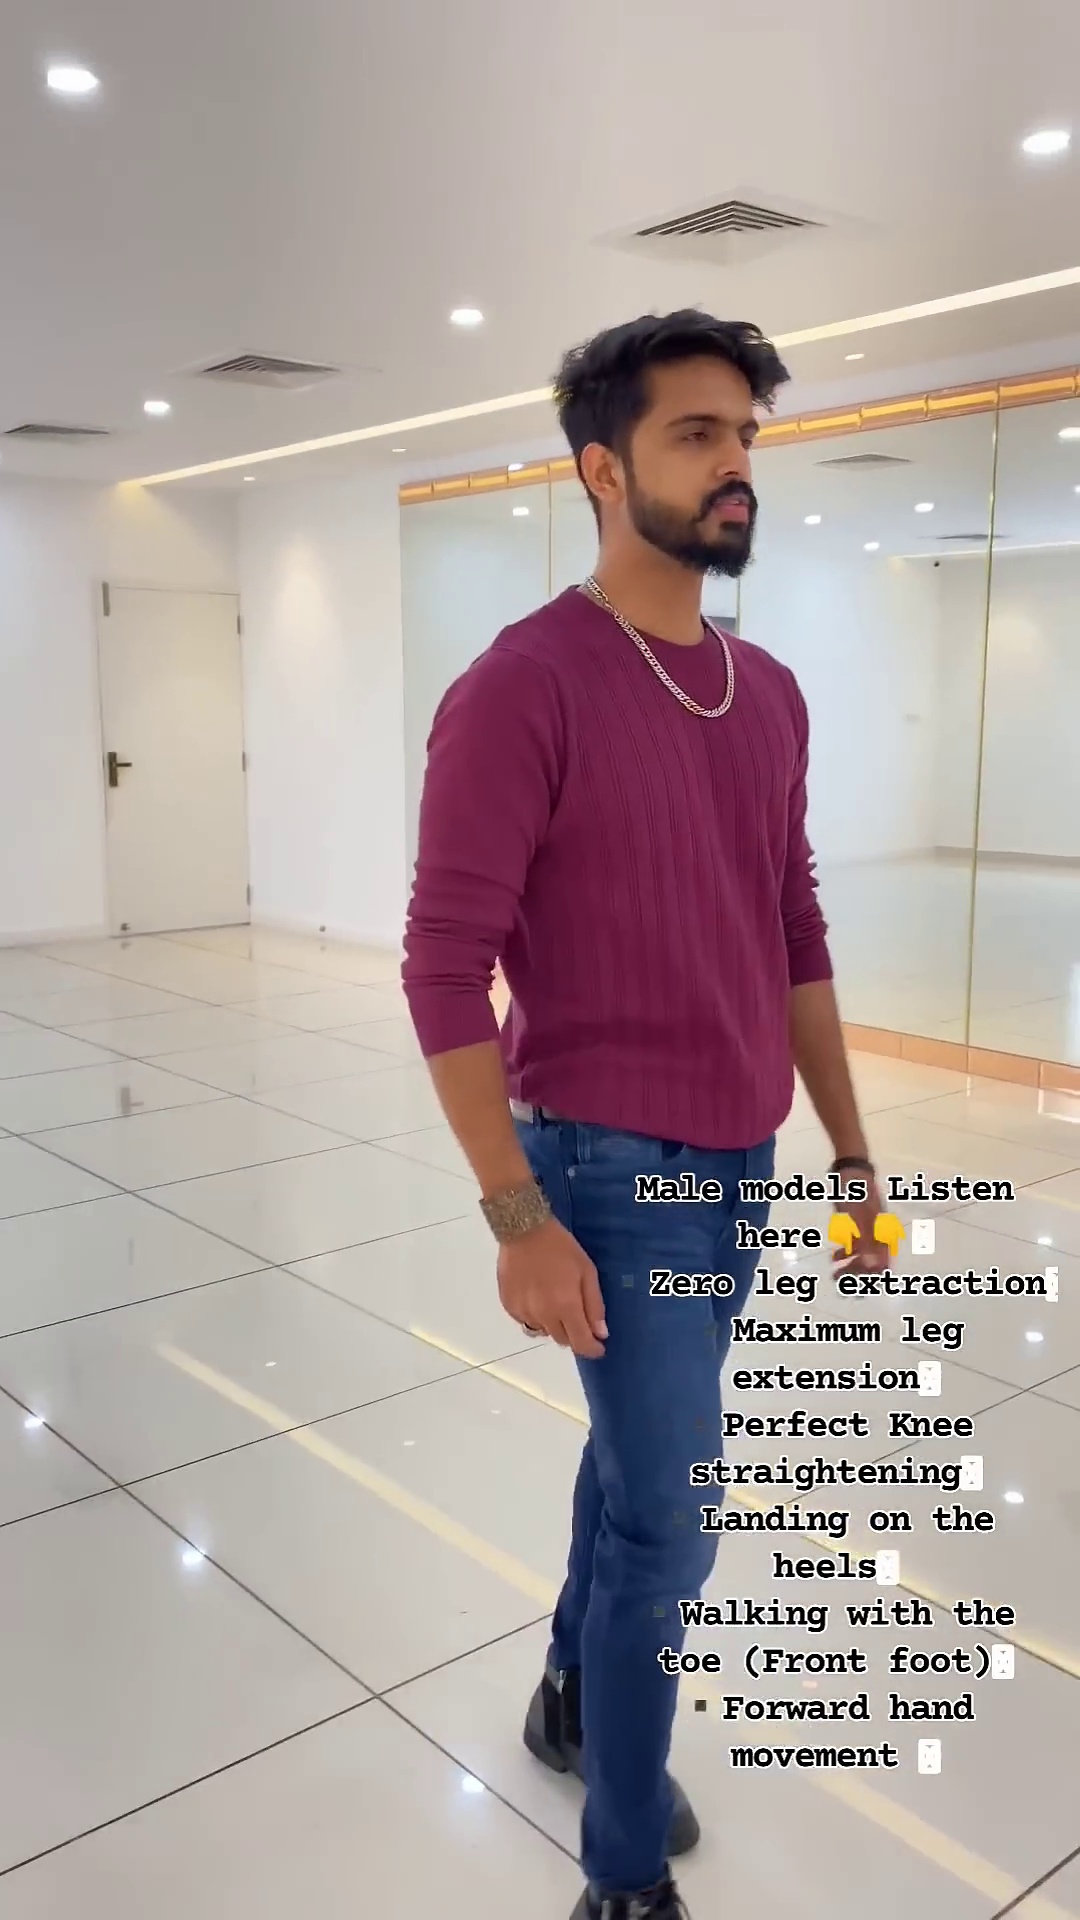 Male models Listen
here👇👇
▪ Zero leg extraction
▪ Maximum leg
extension
▪ Perfect Knee
straightening
▪ Landing on the
heels
▪ Walking with the
toe (Front foot)
▪ Forward hand
movement